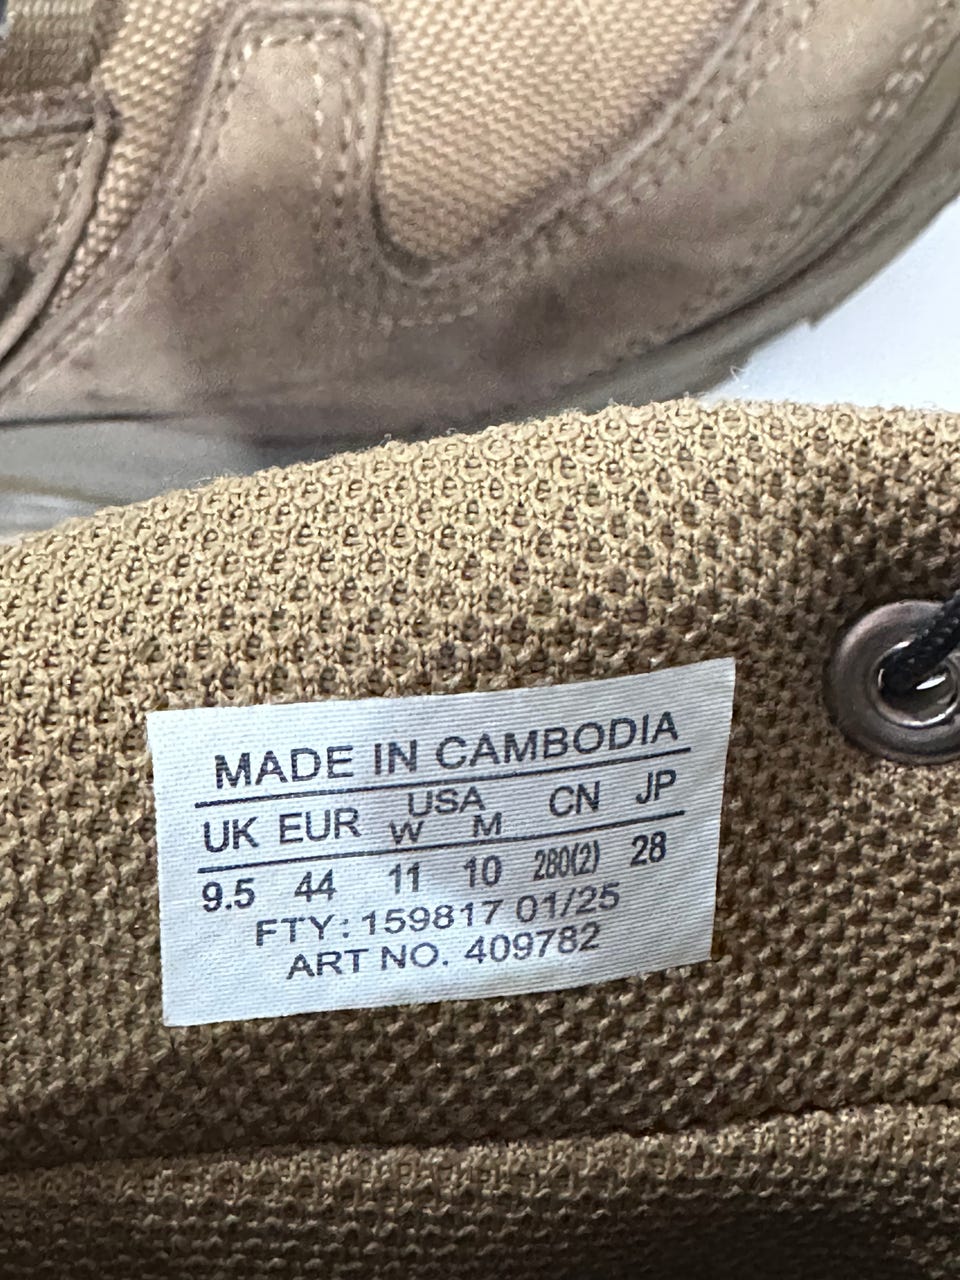 MADE IN CAMBODIA
UK EUR USA CN JP
W M
9.5 44 11 10 280(2) 28
FTY: 159817 01/25
ART NO. 409782